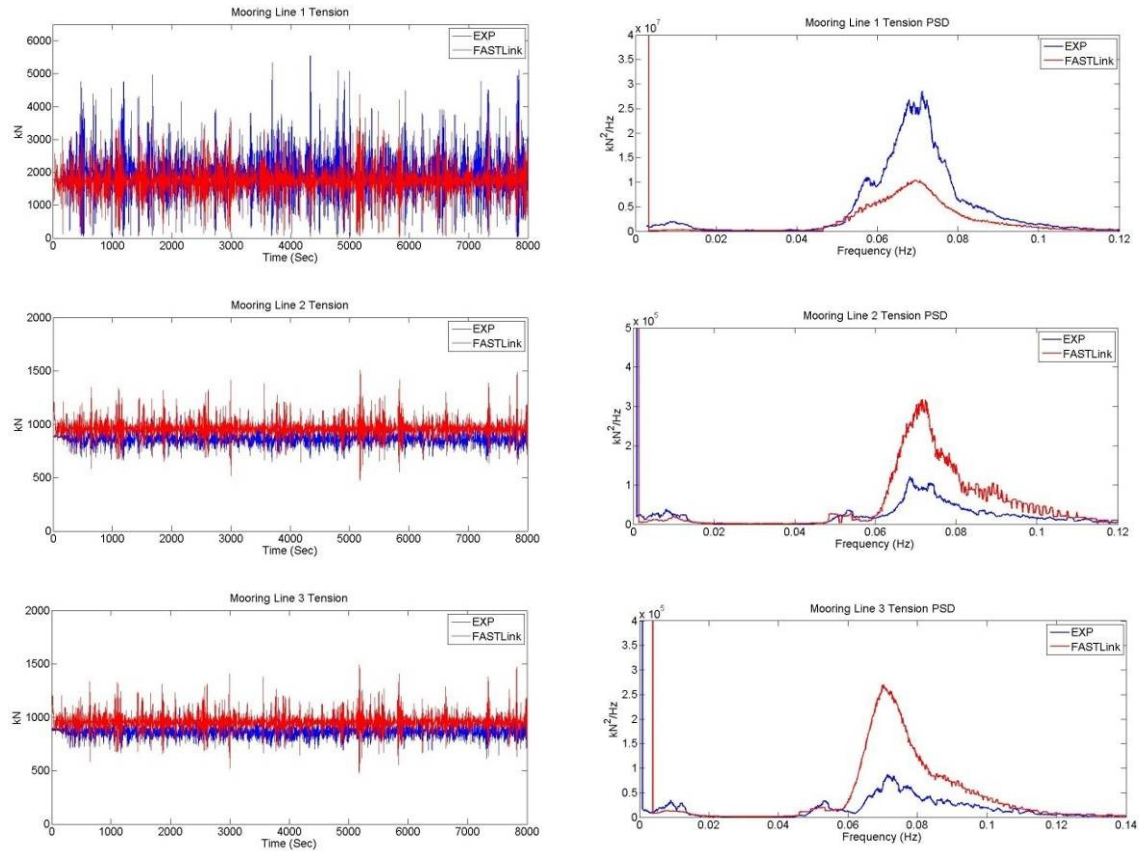 Mooring Line 1 Tension
kN
6000
5000
4000
3000
2000
1000
0
0 1000 2000 3000 4000 5000 6000 7000 8000
Time (Sec)
EXP
FASTLink
Mooring Line 1 Tension PSD
x 10^7
kN^2/Hz
4
3.5
3
2.5
2
1.5
1
0.5
0
0 0.02 0.04 0.06 0.08 0.1 0.12
Frequency (Hz)
EXP
FASTLink
Mooring Line 2 Tension
kN
2000
1500
1000
500
0
0 1000 2000 3000 4000 5000 6000 7000 8000
Time (Sec)
EXP
FASTLink
Mooring Line 2 Tension PSD
x 10^5
kN^2/Hz
5
4
3
2
1
0
0 0.02 0.04 0.06 0.08 0.1 0.12
Frequency (Hz)
EXP
FASTLink
Mooring Line 3 Tension
kN
2000
1500
1000
500
0
0 1000 2000 3000 4000 5000 6000 7000 8000
Time (Sec)
EXP
FASTLink
Mooring Line 3 Tension PSD
x 10^5
kN^2/Hz
4
3.5
3
2.5
2
1.5
1
0.5
0
0 0.02 0.04 0.06 0.08 0.1 0.12 0.14
Frequency (Hz)
EXP
FASTLink